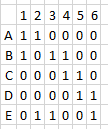 1 2 3 4 5 6
A 1 1 0 0 0 0
B 1 0 1 1 0 0
C 0 0 0 1 1 0
D 0 0 0 0 1 1
E 0 1 1 0 0 1